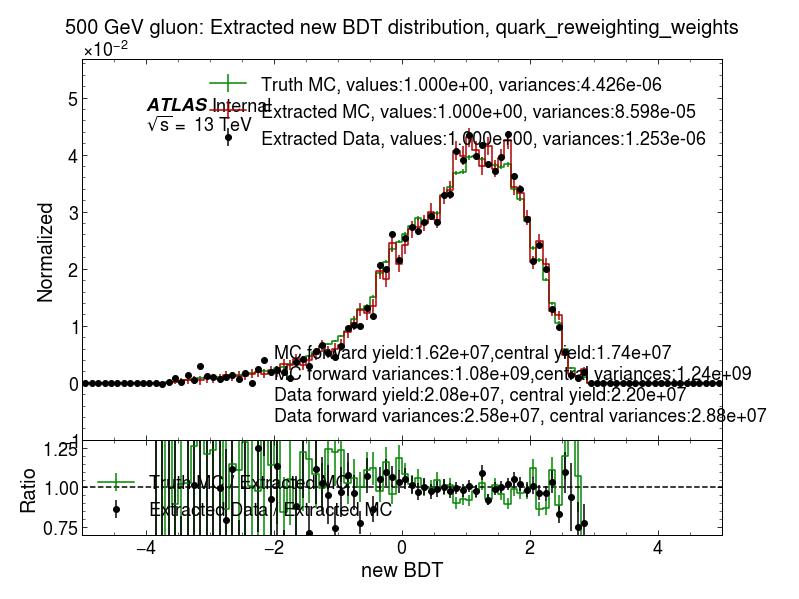 500 GeV gluon: Extracted new BDT distribution, quark_reweighting_weights
×10⁻²
Truth MC, values:1.000e+00, variances:4.426e-06
ATLAS Internal
Extracted MC, values:1.000e+00, variances:8.598e-05
√s = 13 TeV
Extracted Data, values:1.000e+00, variances:1.253e-06
5
4
3
2
1
0
−1
Normalized
MC forward yield:1.62e+07,central yield:1.74e+07
MC forward variances:1.08e+09,central variances:1.24e+09
Data forward yield:2.08e+07, central yield:2.20e+07
Data forward variances:2.58e+07, central variances:2.88e+07
1.25
1.00
0.75
Ratio
Truth MC / Extracted MC
Extracted Data / Extracted MC
−4 −2 0 2 4
new BDT